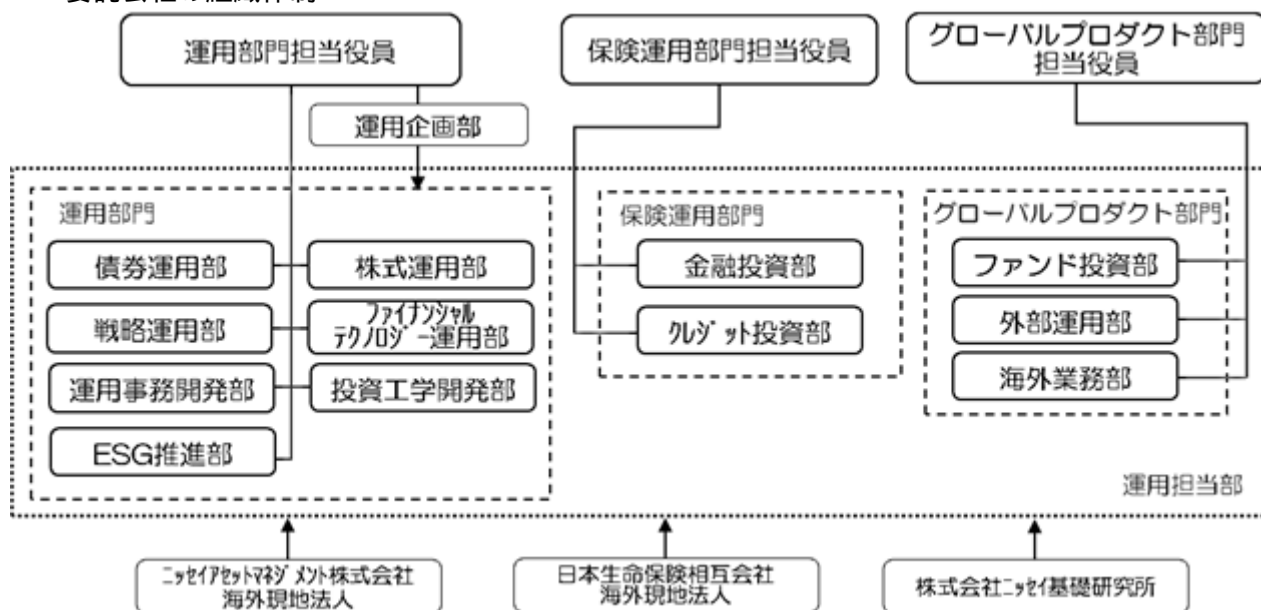 運用部門担当役員
保険運用部門担当役員
グローバルプロダクト部門
担当役員
運用企画部
運用部門
保険運用部門
グローバルプロダクト部門
債券運用部
株式運用部
金融投資部
ファンド投資部
戦略運用部
ファイナンシャル
テクノロジー運用部
クレジット投資部
外部運用部
運用事務開発部
投資工学開発部
海外業務部
ESG推進部
運用担当部
ニッセイアセットマネジメント株式会社
海外現地法人
日本生命保険相互会社
海外現地法人
株式会社ニッセイ基礎研究所